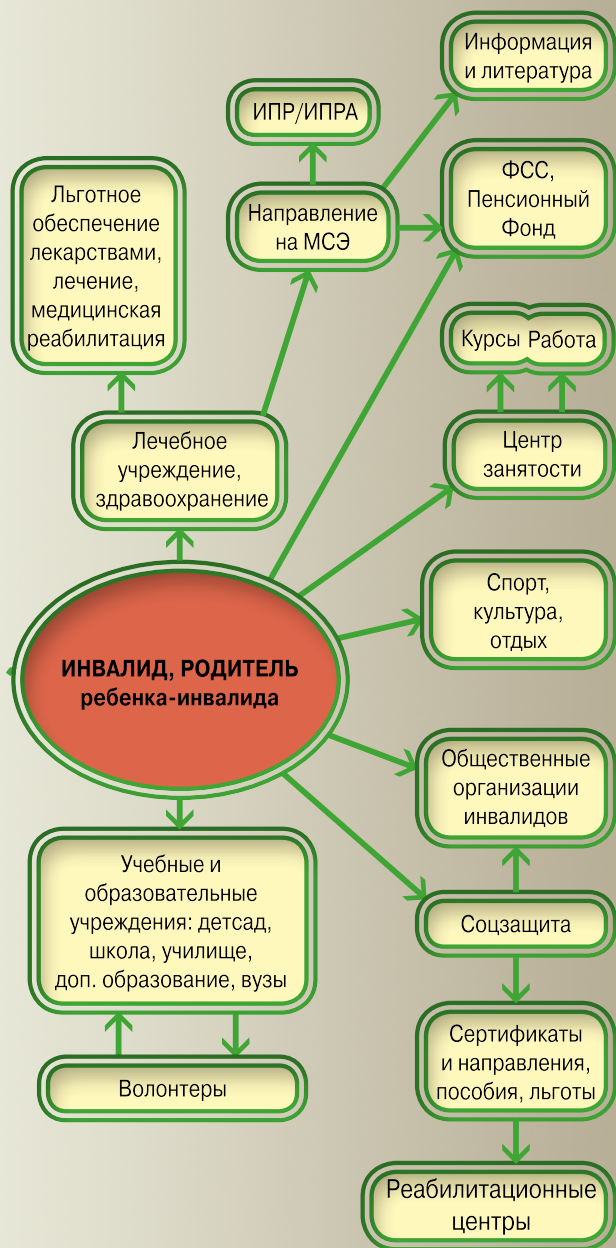 Информация
и литература
ИПР/ИПРА
ФСС,
Пенсионный
Фонд
Направление
на МСЭ
Льготное
обеспечение
лекарствами,
лечение,
медицинская
реабилитация
Курсы Работа
Лечебное
учреждение,
здравоохранение
Центр
занятости
Спорт,
культура,
отдых
ИНВАЛИД, РОДИТЕЛЬ
ребенка-инвалида
Общественные
организации
инвалидов
Учебные и
образовательные
учреждения: детсад,
школа, училище,
доп. образование, вузы
Соцзащита
Волонтеры
Сертификаты
и направления,
пособия, льготы
Реабилитационные
центры